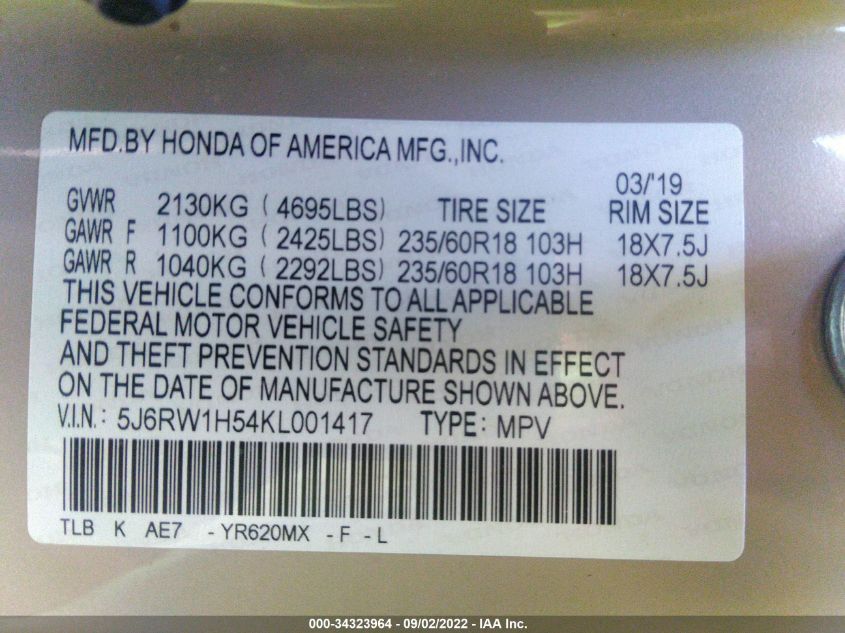 MFD.BY HONDA OF AMERICA MFG.,INC.
03/'19
GVWR 2130KG ( 4695LBS) TIRE SIZE RIM SIZE
GAWR F 1100KG ( 2425LBS) 235/60R18 103H 18X7.5J
GAWR R 1040KG ( 2292LBS) 235/60R18 103H 18X7.5J
THIS VEHICLE CONFORMS TO ALL APPLICABLE
FEDERAL MOTOR VEHICLE SAFETY
AND THEFT PREVENTION STANDARDS IN EFFECT
ON THE DATE OF MANUFACTURE SHOWN ABOVE.
V.I.N.: 5J6RW1H54KL001417 TYPE: MPV
TLB K AE7 -YR620MX -F -L
000-34323964 - 09/02/2022 - IAA Inc.